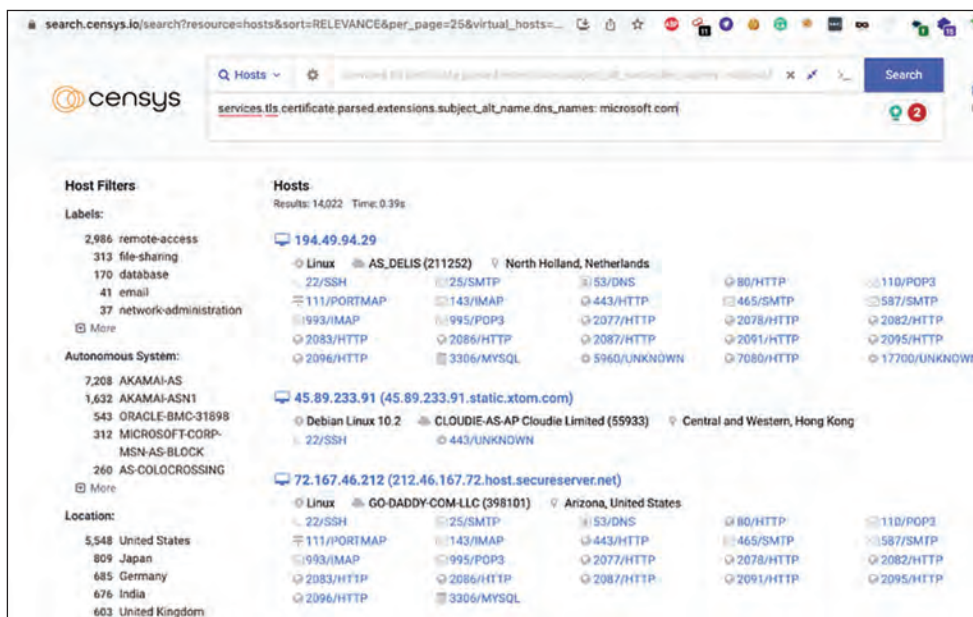 search.censys.io/search?resource=hosts&sort=RELEVANCE&per_page=25&virtual_hosts=...
censys
Hosts
Search
services.tls.certificate.parsed.extensions.subject_alt_name.dns_names: microsoft.com
2
Host Filters
Labels:
2,986 remote-access
313 file-sharing
170 database
41 email
37 network-administration
More
Autonomous System:
7,208 AKAMAI-AS
1,632 AKAMAI-ASN1
543 ORACLE-BMC-31898
312 MICROSOFT-CORP-
MSN-AS-BLOCK
260 AS-COLOCROSSING
More
Location:
5,548 United States
809 Japan
685 Germany
676 India
603 United Kingdom
Hosts
Results: 14,022 Time: 0.39s
194.49.94.29
Linux AS_DELIS (211252) North Holland, Netherlands
22/SSH 25/SMTP 53/DNS 80/HTTP 110/POP3
111/PORTMAP 143/IMAP 443/HTTP 465/SMTP 587/SMTP
993/IMAP 995/POP3 2077/HTTP 2078/HTTP 2082/HTTP
2083/HTTP 2086/HTTP 2087/HTTP 2091/HTTP 2095/HTTP
2096/HTTP 3306/MYSQL 5960/UNKNOWN 7080/HTTP 17700/UNKNOWN
45.89.233.91 (45.89.233.91.static.xtom.com)
Debian Linux 10.2 CLOUDIE-AS-AP Cloudie Limited (55933) Central and Western, Hong Kong
22/SSH 443/UNKNOWN
72.167.46.212 (212.46.167.72.host.secureserver.net)
Linux GO-DADDY-COM-LLC (398101) Arizona, United States
22/SSH 25/SMTP 53/DNS 80/HTTP 110/POP3
111/PORTMAP 143/IMAP 443/HTTP 465/SMTP 587/SMTP
993/IMAP 995/POP3 2077/HTTP 2078/HTTP 2082/HTTP
2083/HTTP 2086/HTTP 2087/HTTP 2091/HTTP 2095/HTTP
2096/HTTP 3306/MYSQL